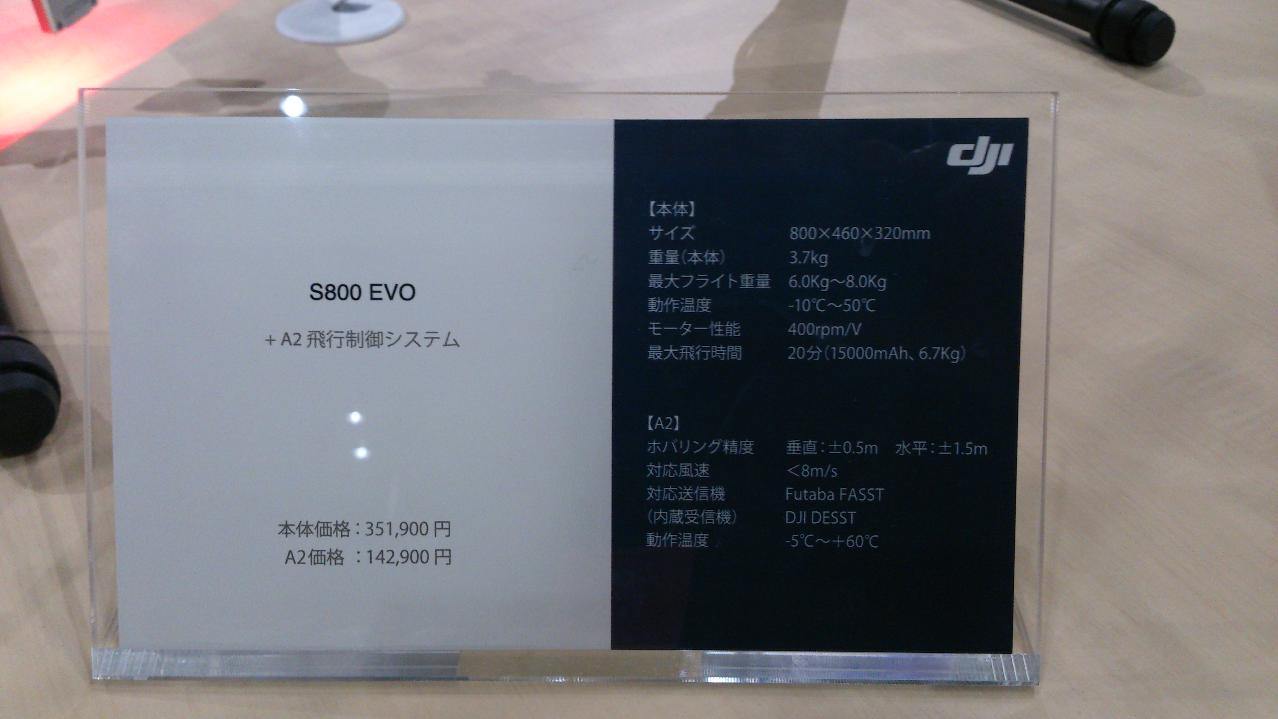 S800 EVO
+ A2 飛行制御システム
本体価格：351,900 円
A2価格 ：142,900 円
dji
【本体】
サイズ 800×460×320mm
重量(本体) 3.7kg
最大フライト重量 6.0Kg～8.0Kg
動作温度 -10℃～50℃
モーター性能 400rpm/V
最大飛行時間 20分(15000mAh、6.7Kg)
【A2】
ホバリング精度 垂直：±0.5m 水平：±1.5m
対応風速 ＜8m/s
対応送信機 Futaba FASST
(内蔵受信機) DJI DESST
動作温度 -5℃～＋60℃